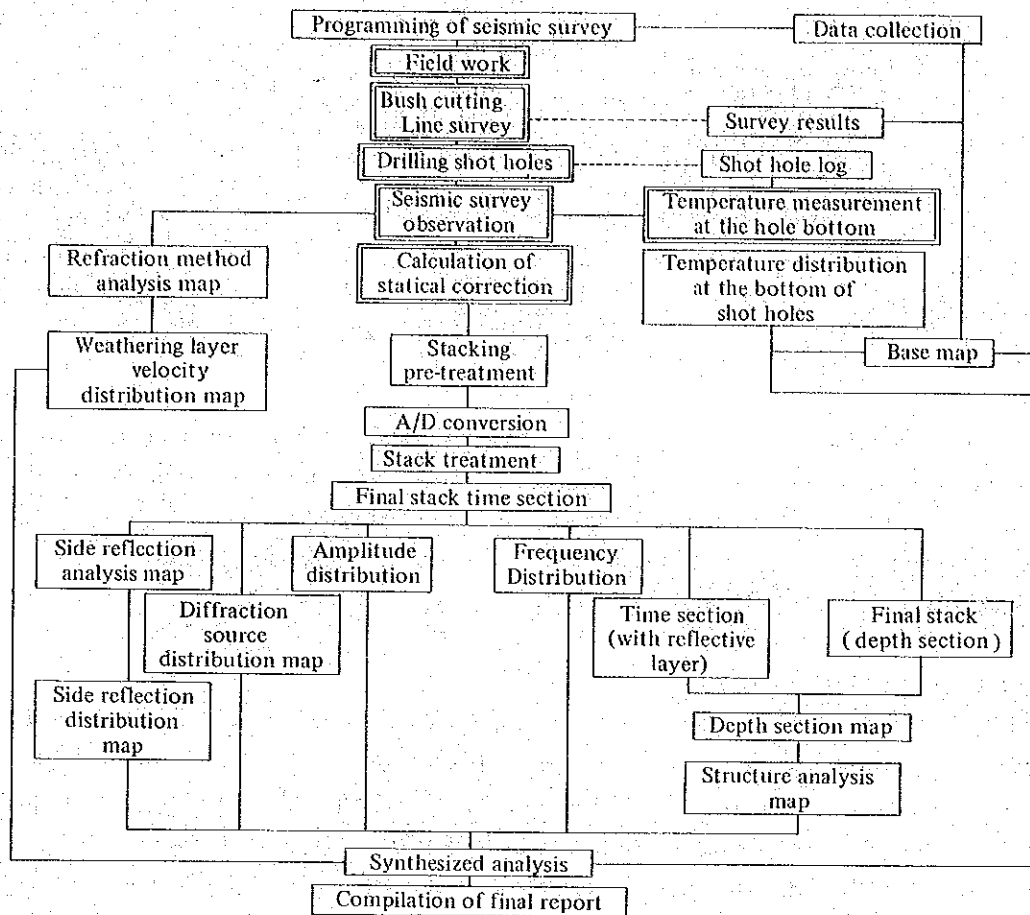 Programming of seismic survey
Data collection
Field work
Bush cutting
Line survey
Survey results
Drilling shot holes
Shot hole log
Seismic survey
observation
Temperature measurement
at the hole bottom
Refraction method
analysis map
Calculation of
statical correction
Temperature distribution
at the bottom of
shot holes
Weathering layer
velocity
distribution map
Stacking
pre-treatment
Base map
A/D conversion
Stack treatment
Final stack time section
Side reflection
analysis map
Amplitude
distribution
Frequency
Distribution
Diffraction
source
distribution map
Time section
(with reflective
layer)
Final stack
(depth section)
Side reflection
distribution
map
Depth section map
Structure analysis
map
Synthesized analysis
Compilation of final report